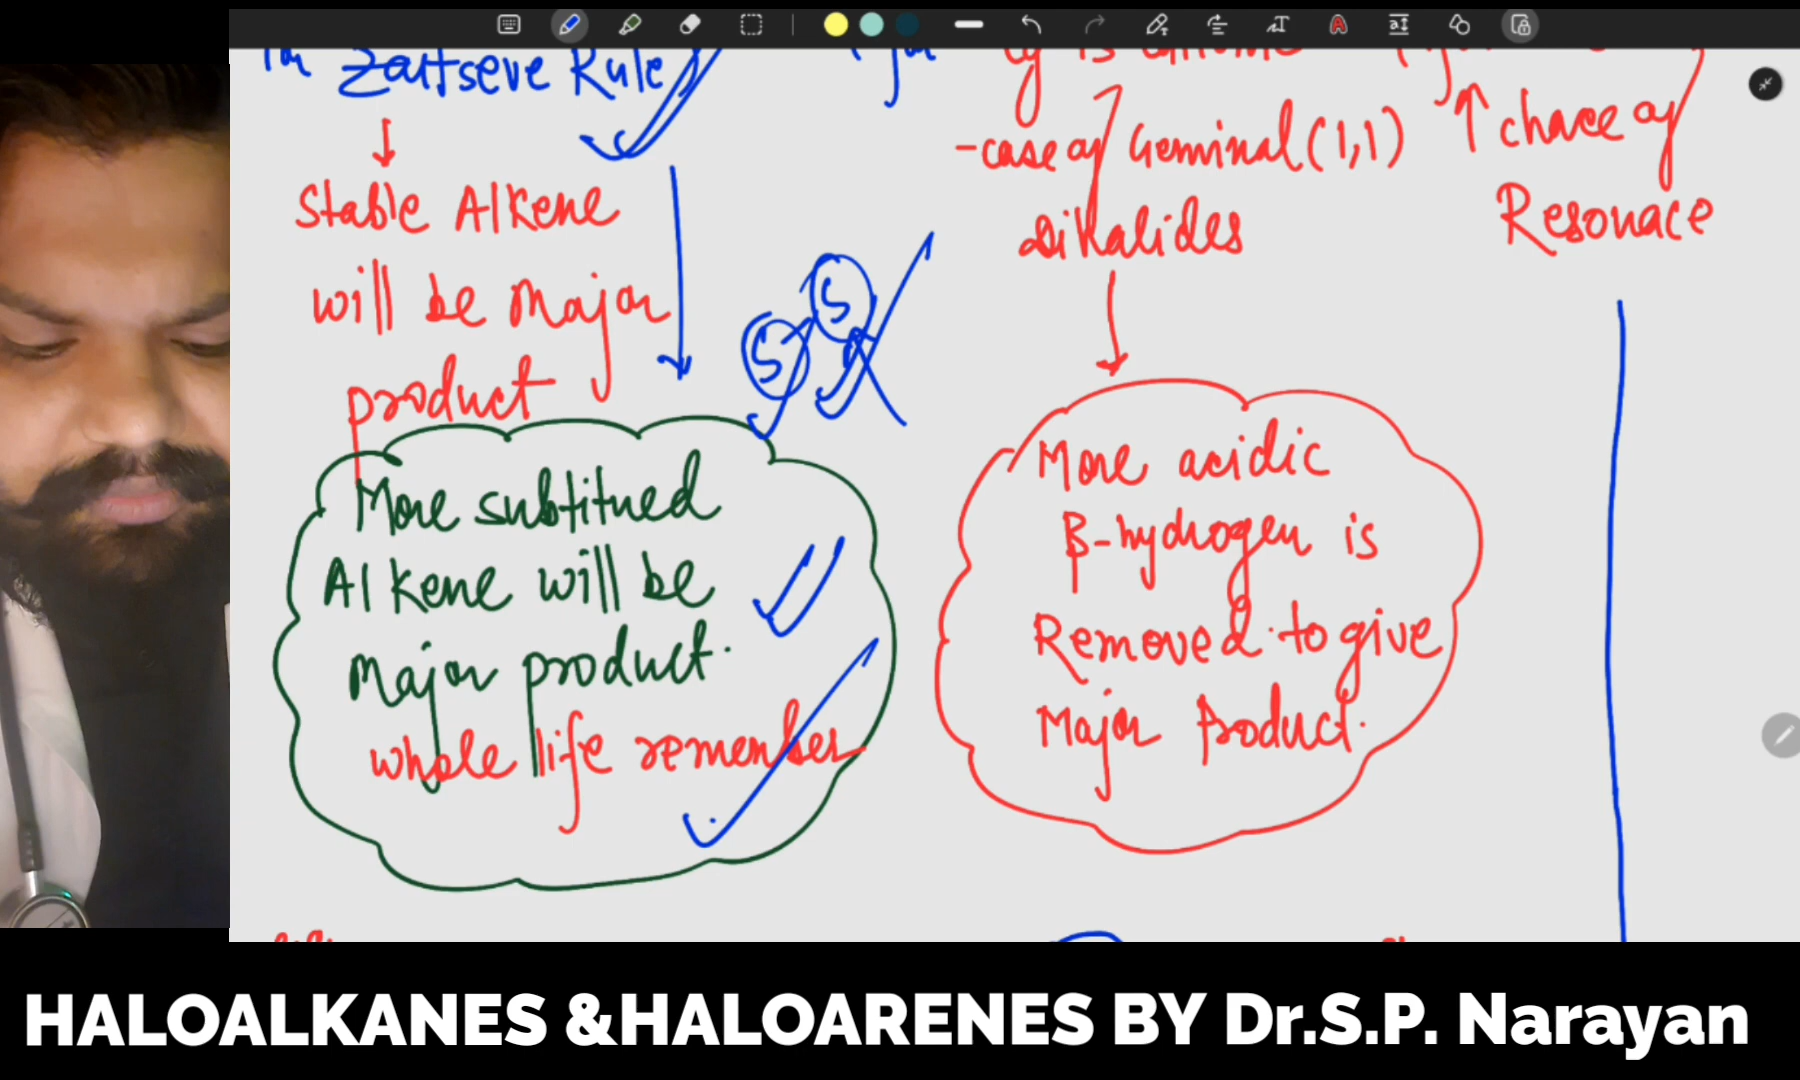 Zaitseve Rule
Stable Alkene
will be major
product
More subtitued
Alkene will be
major product.
whole life remember
S S
-case of Geminal (1,1)
Dihalides
More acidic
β-hydrogen is
Removed to give
Major product.
↑ chace of
Resonace
HALOALKANES &HALOARENES BY Dr.S.P. Narayan